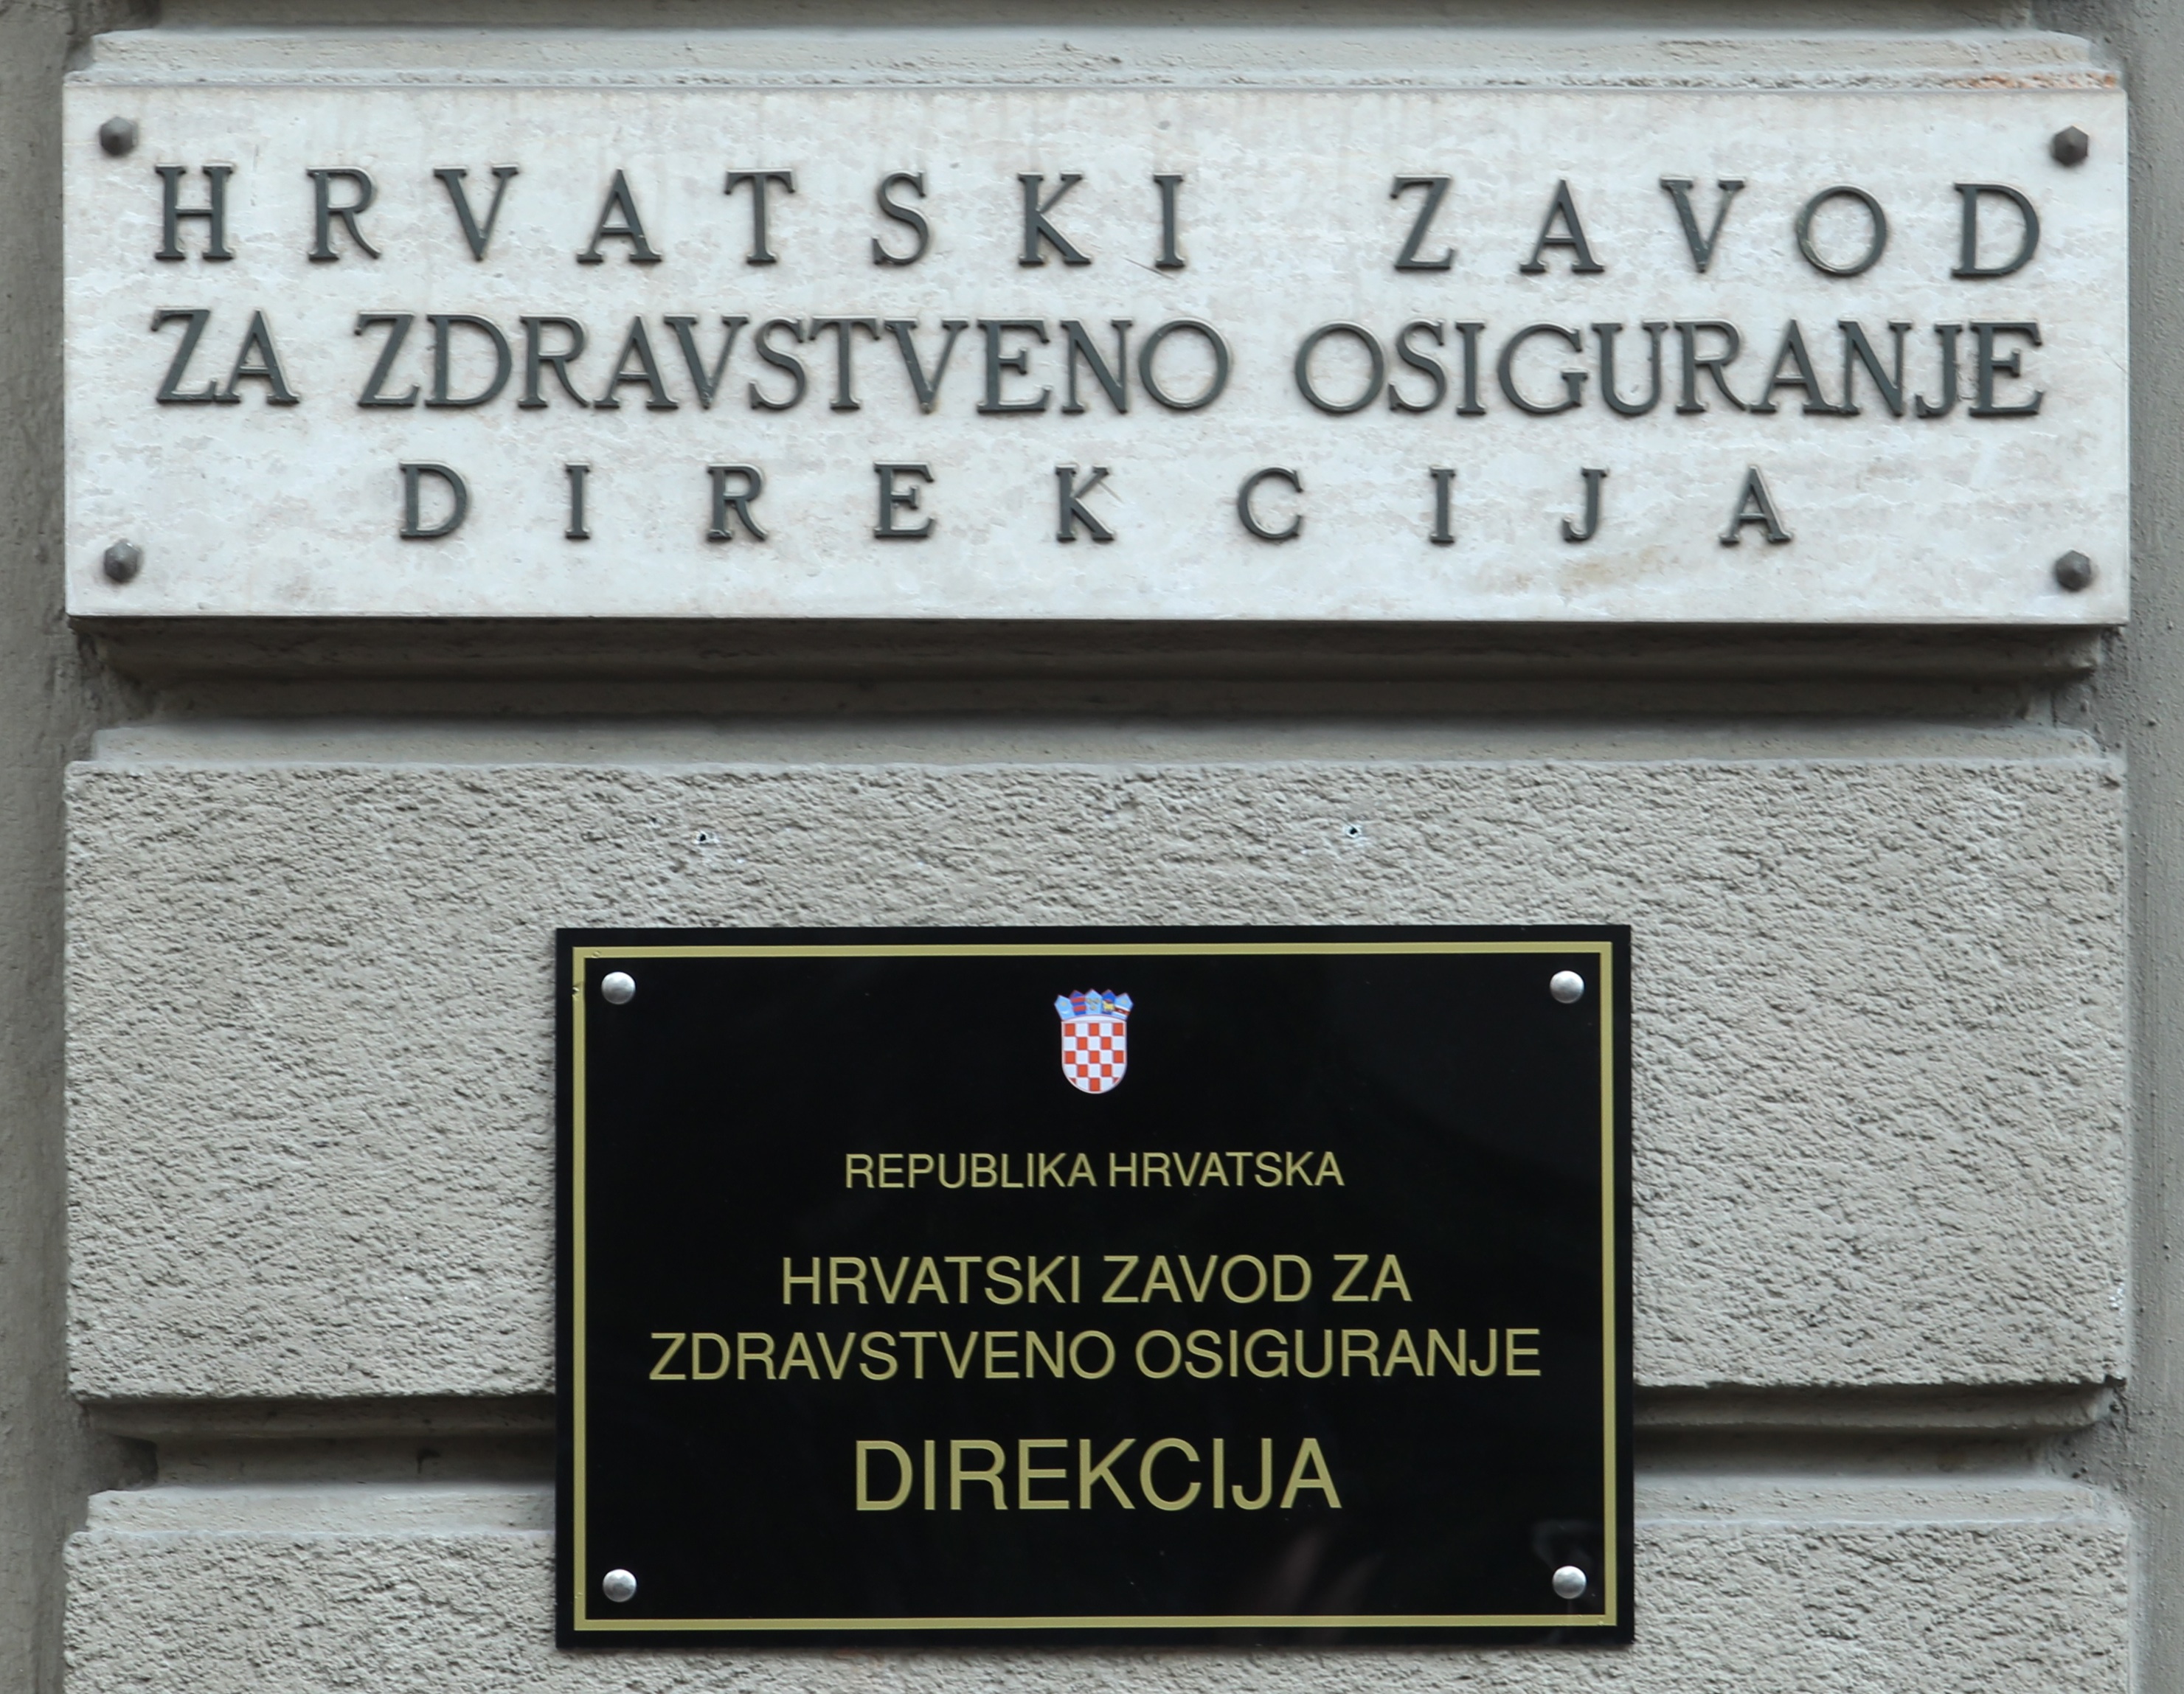 HRVATSKI ZAVOD
ZA ZDRAVSTVENO OSIGURANJE
DIREKCIJA
REPUBLIKA HRVATSKA
HRVATSKI ZAVOD ZA
ZDRAVSTVENO OSIGURANJE
DIREKCIJA